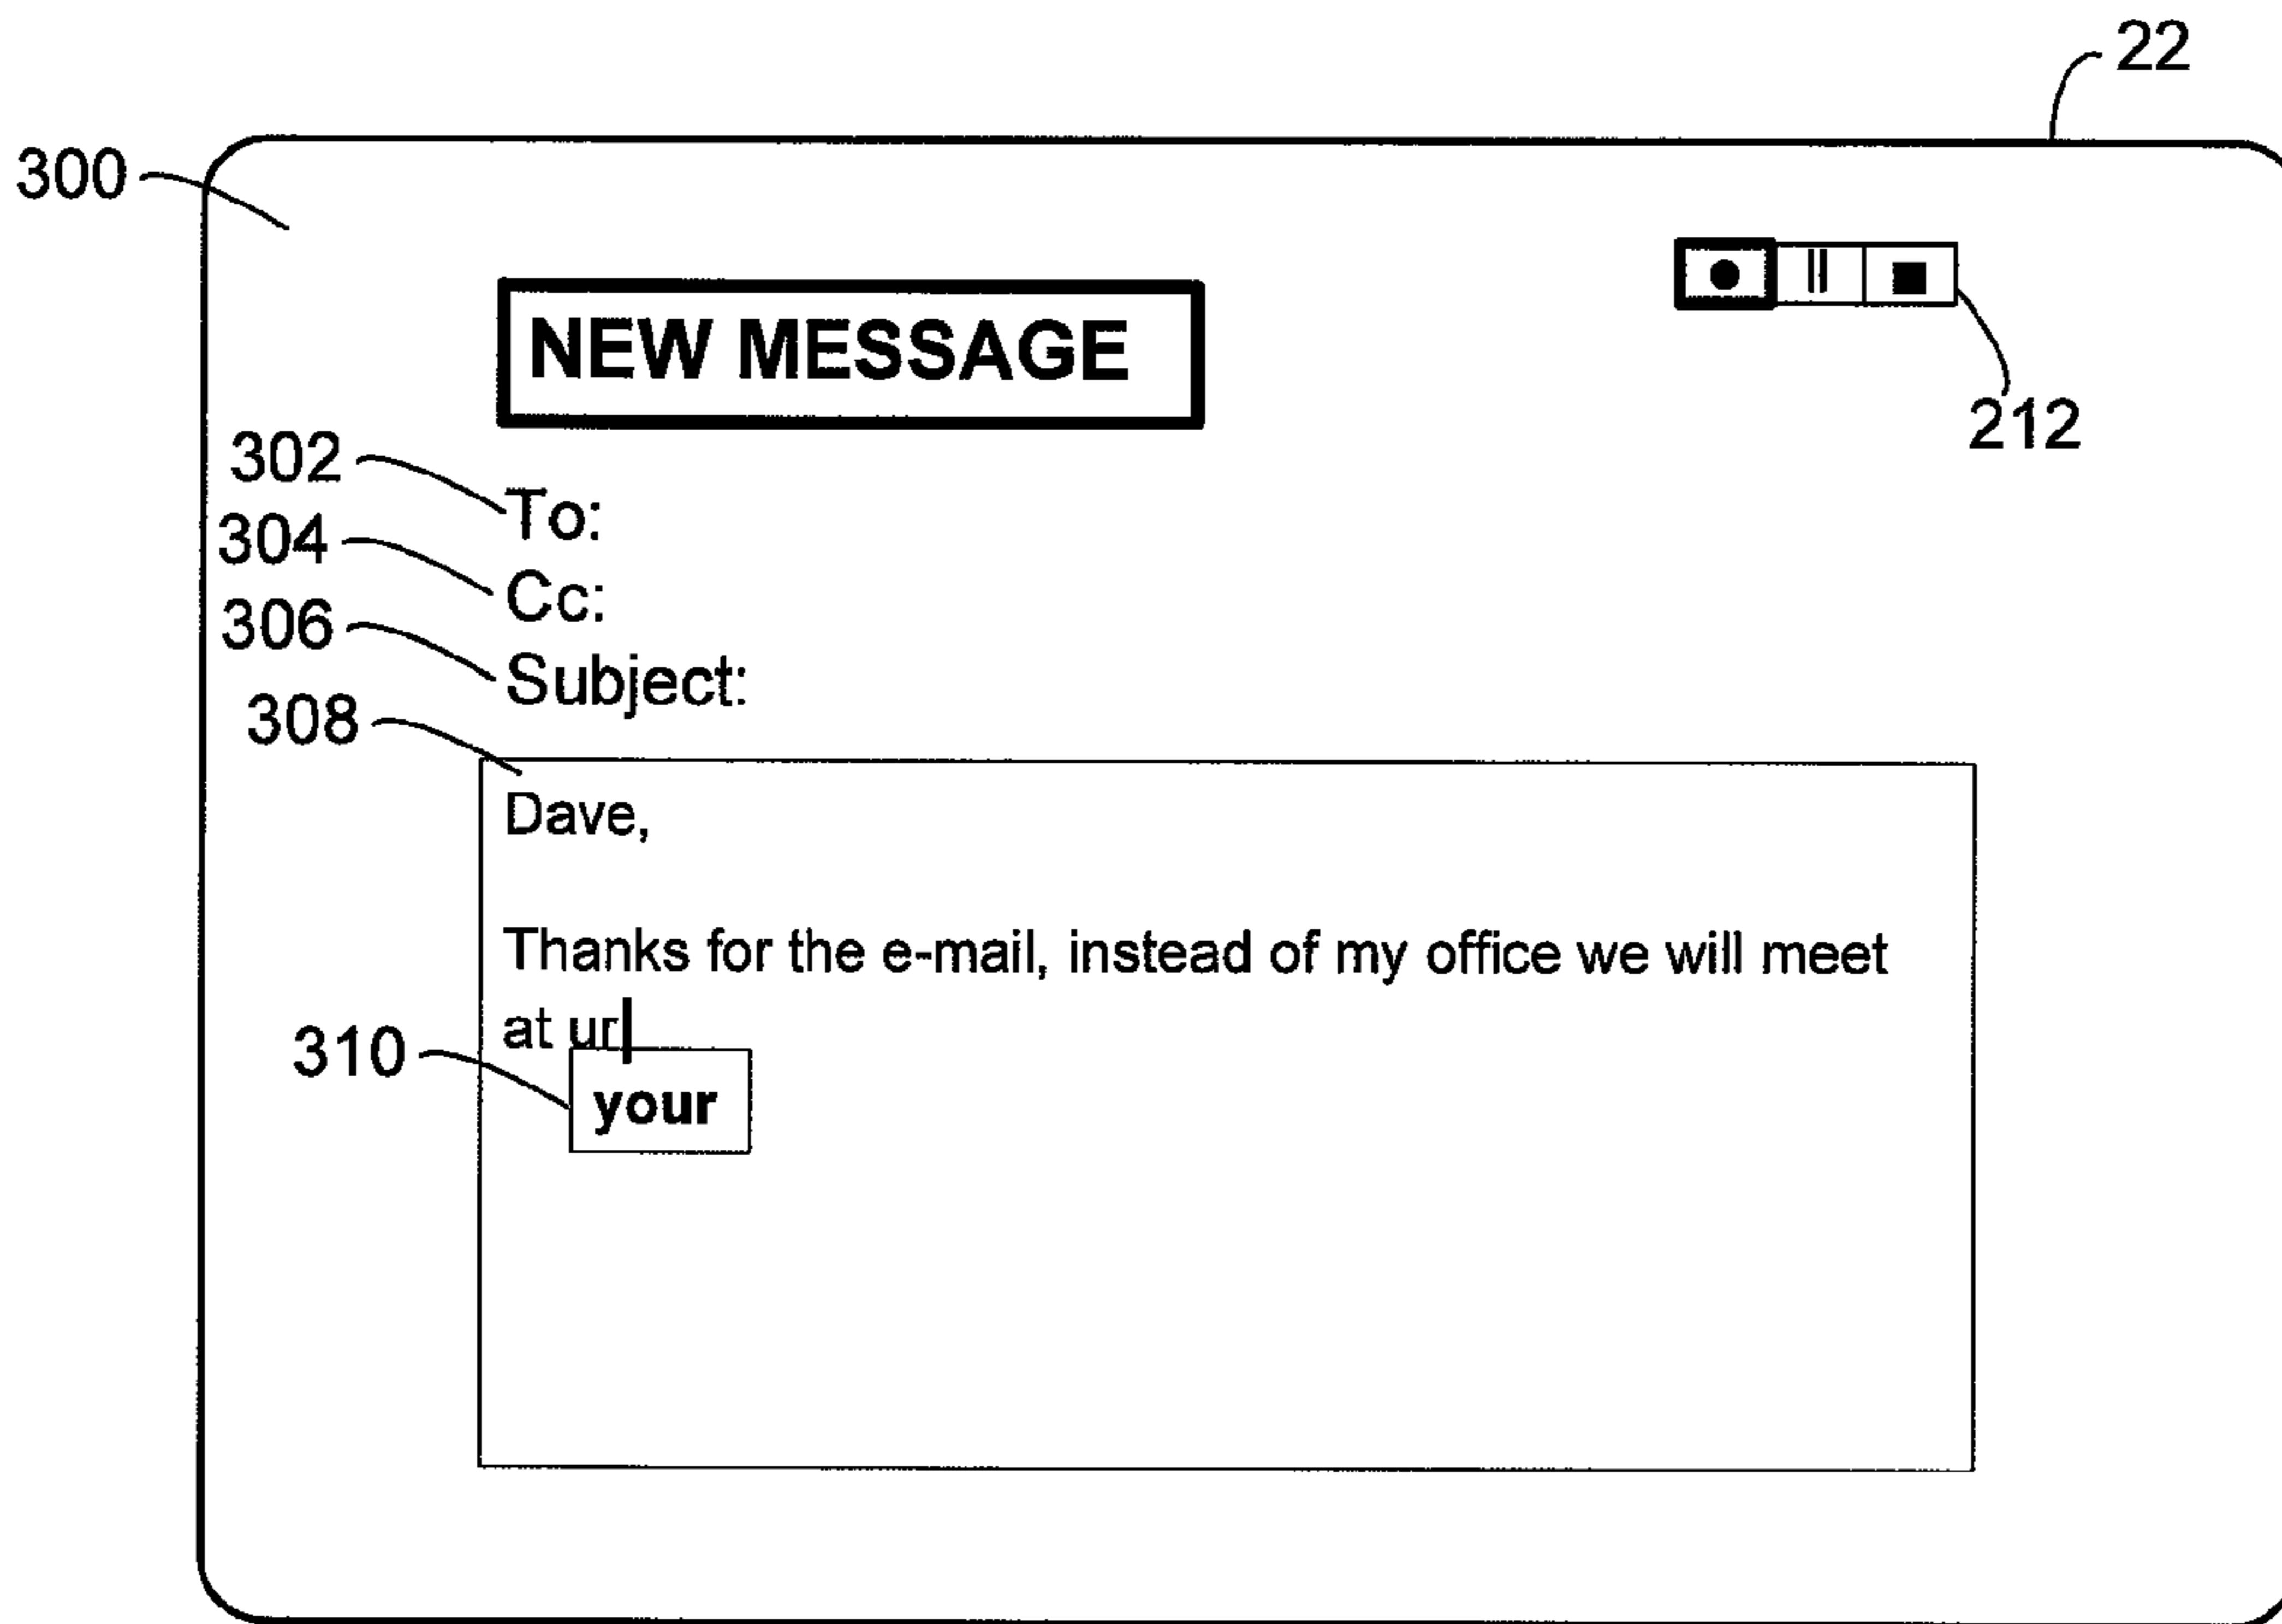 22
300
NEW MESSAGE
212
302
To:
304
Cc:
306
Subject:
308
Dave,
Thanks for the e-mail, instead of my office we will meet
at ur
310
your